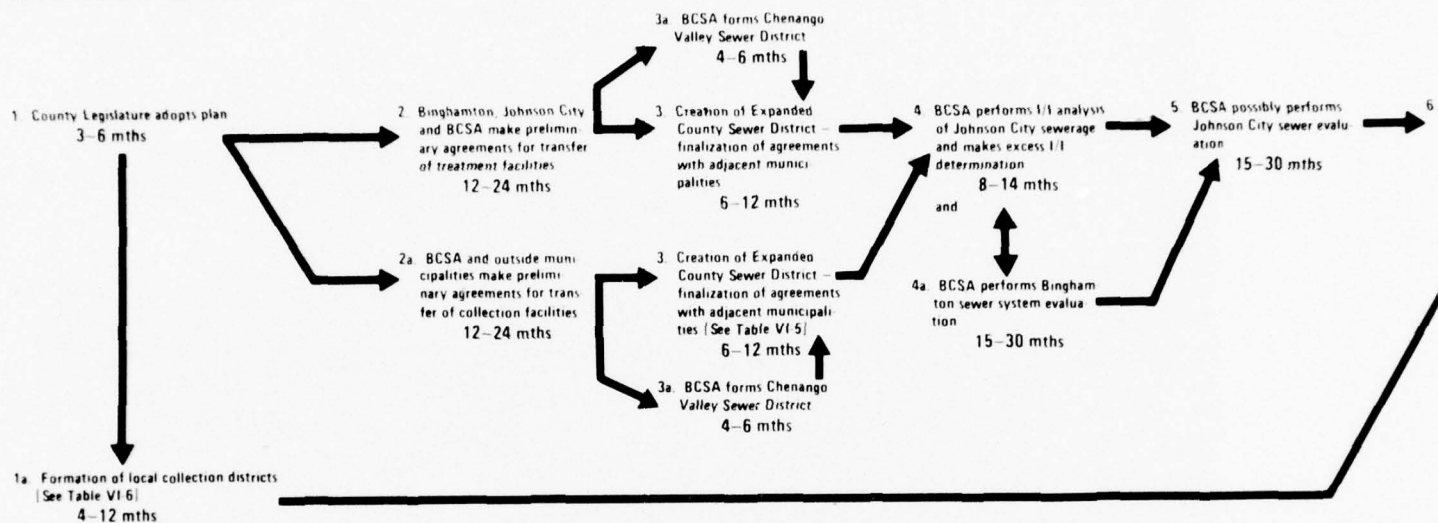 1. County Legislature adopts plan
3–6 mths
1a. Formation of local collection districts
(See Table VI-6)
4–12 mths
2. Binghamton, Johnson City
and BCSA make prelimin-
ary agreements for transfer
of treatment facilities
12–24 mths
2a. BCSA and outside muni
cipalities make prelimi
nary agreements for trans
fer of collection facilities
12–24 mths
3a. BCSA forms Chenango
Valley Sewer District
4–6 mths
3. Creation of Expanded
County Sewer District –
finalization of agreements
with adjacent munici
palities
6–12 mths
3. Creation of Expanded
County Sewer District –
finalization of agreements
with adjacent municipali
ties (See Table VI-5)
6–12 mths
3a. BCSA forms Chenango
Valley Sewer District
4–6 mths
4. BCSA performs I/I analysis
of Johnson City sewerage
and makes excess I/I
determination
8–14 mths
and
4a. BCSA performs Bingham
ton sewer system evalua
tion
15–30 mths
5. BCSA possibly performs
Johnson City sewer evalu-
ation
15–30 mths
6.